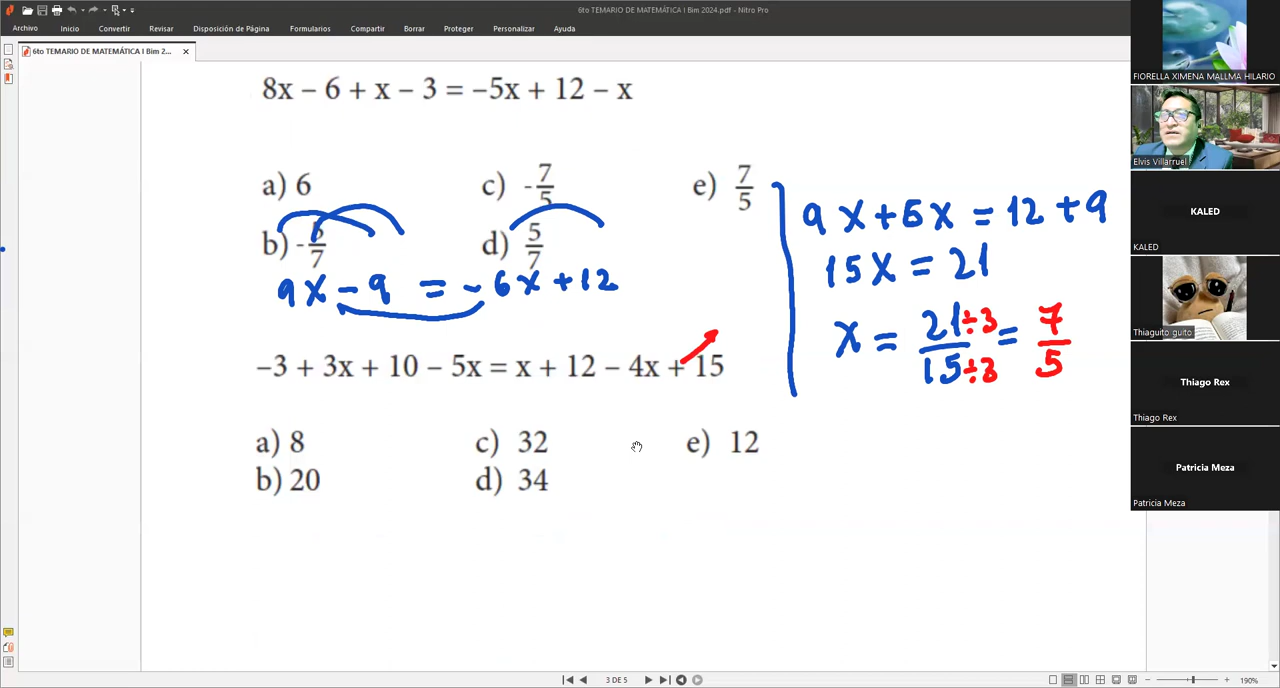 6to TEMARIO DE MATEMÁTICA I Bim 2024.pdf - Nitro Pro
Archivo Inicio Convertir Revisar Disposición de Página Formularios Compartir Borrar Proteger Personalizar Ayuda
6to TEMARIO DE MATEMÁTICA I Bim 2...
8x – 6 + x – 3 = –5x + 12 – x
a) 6 c) -7/5 e) 7/5
b) -5/7 d) 5/7
9x - 9 = -6x + 12
9x + 6x = 12 + 9
15x = 21
x = 21÷3/15÷3 = 7/5
–3 + 3x + 10 – 5x = x + 12 – 4x + 15
a) 8 c) 32 e) 12
b) 20 d) 34
FIORELLA XIMENA MALLMA HILARIO
Elvis Villarruel
KALED
KALED
Thiaguito guito
Thiago Rex
Thiago Rex
Patricia Meza
Patricia Meza
3 DE 5
190%